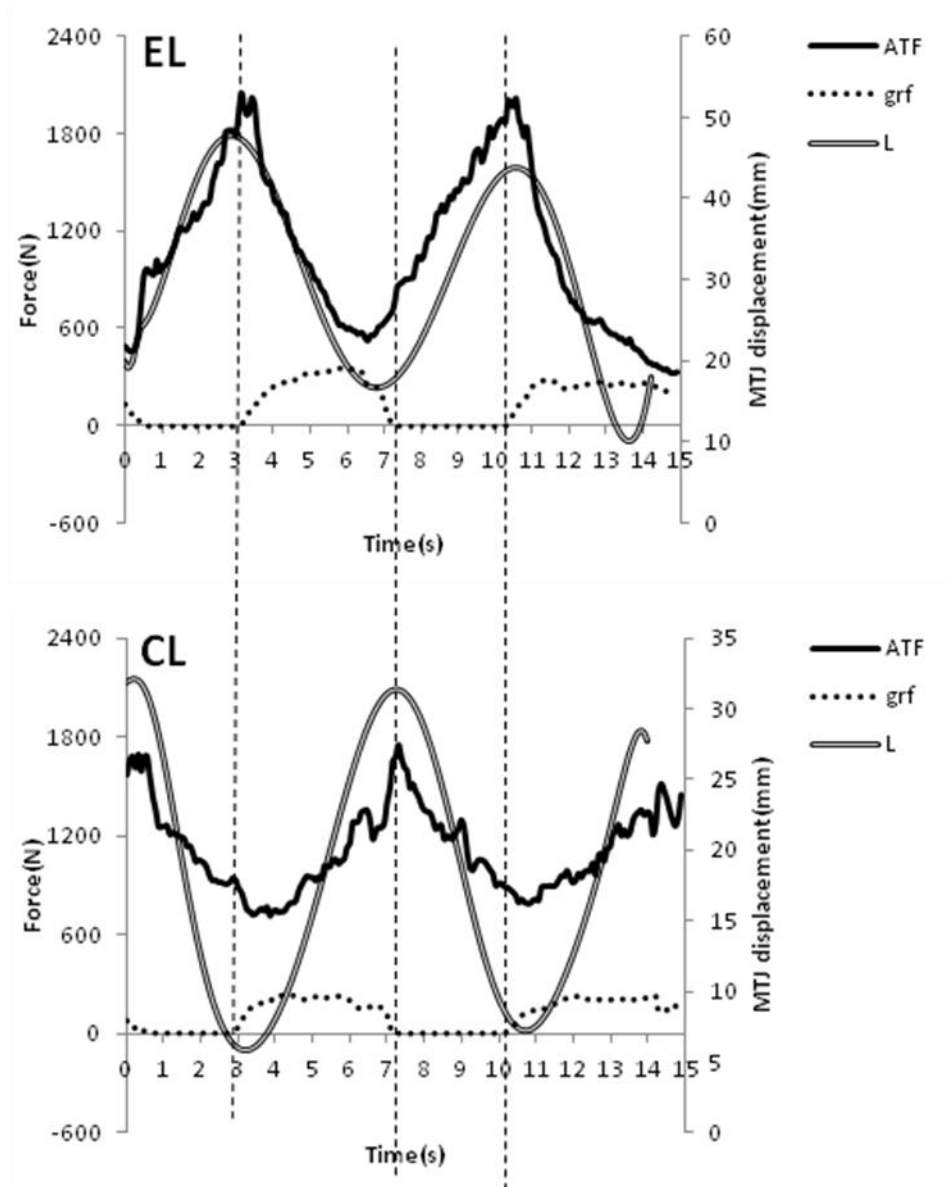 EL
2400
1800
1200
600
0
-600
Force(N)
60
50
40
30
20
10
0
MTJ displacement(mm)
0 1 2 3 4 5 6 7 8 9 10 11 12 13 14 15
Time(s)
ATF
grf
L
CL
2400
1800
1200
600
0
-600
Force(N)
35
30
25
20
15
10
5
0
MTJ displacement(mm)
0 1 2 3 4 5 6 7 8 9 10 11 12 13 14 15
Time(s)
ATF
grf
L